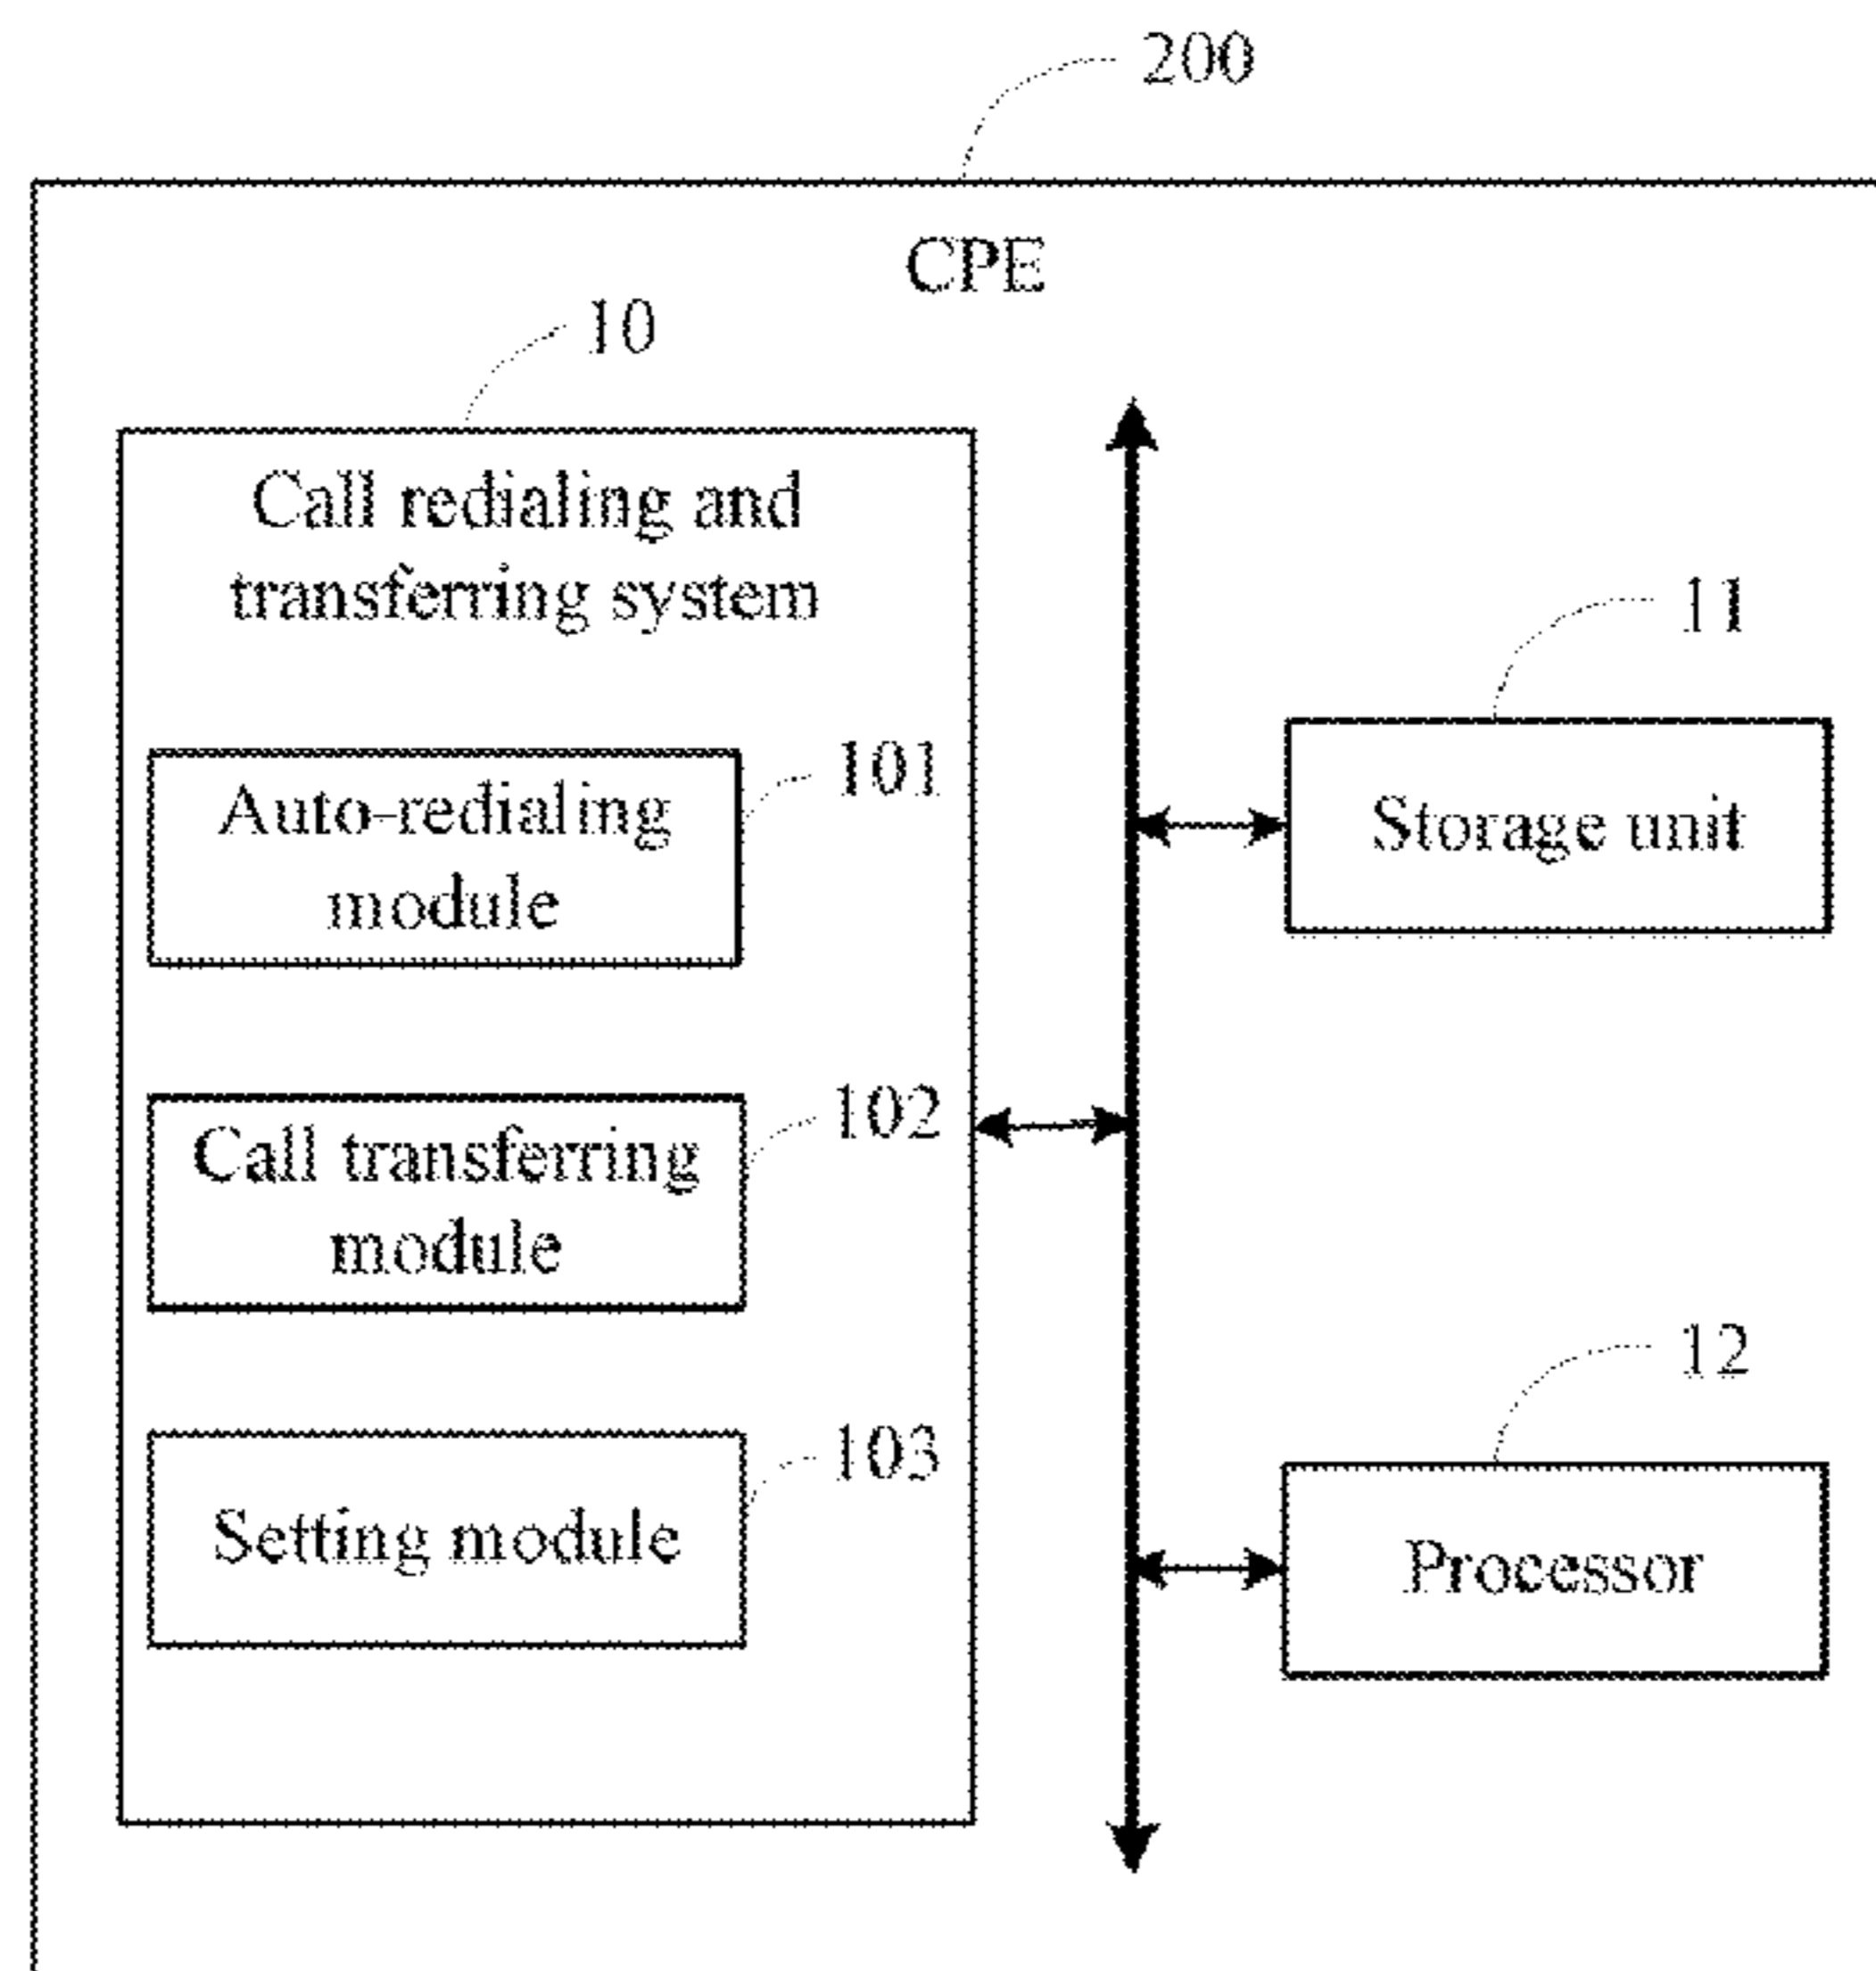 200
CPE
10
Call redialing and
transferring system
11
101
Auto-redialing
module
Storage unit
102
Call transferring
module
12
103
Setting module
Processor